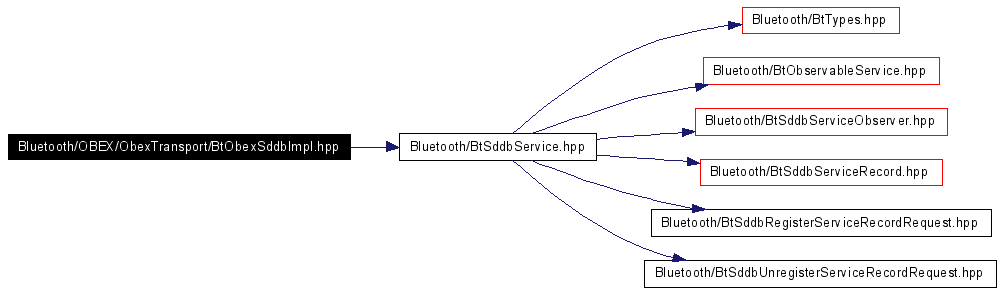 Bluetooth/BtTypes.hpp
Bluetooth/BtObservableService.hpp
Bluetooth/BtSddbServiceObserver.hpp
Bluetooth/OBEX/ObexTransport/BtObexSddbImpl.hpp
Bluetooth/BtSddbService.hpp
Bluetooth/BtSddbServiceRecord.hpp
Bluetooth/BtSddbRegisterServiceRecordRequest.hpp
Bluetooth/BtSddbUnregisterServiceRecordRequest.hpp